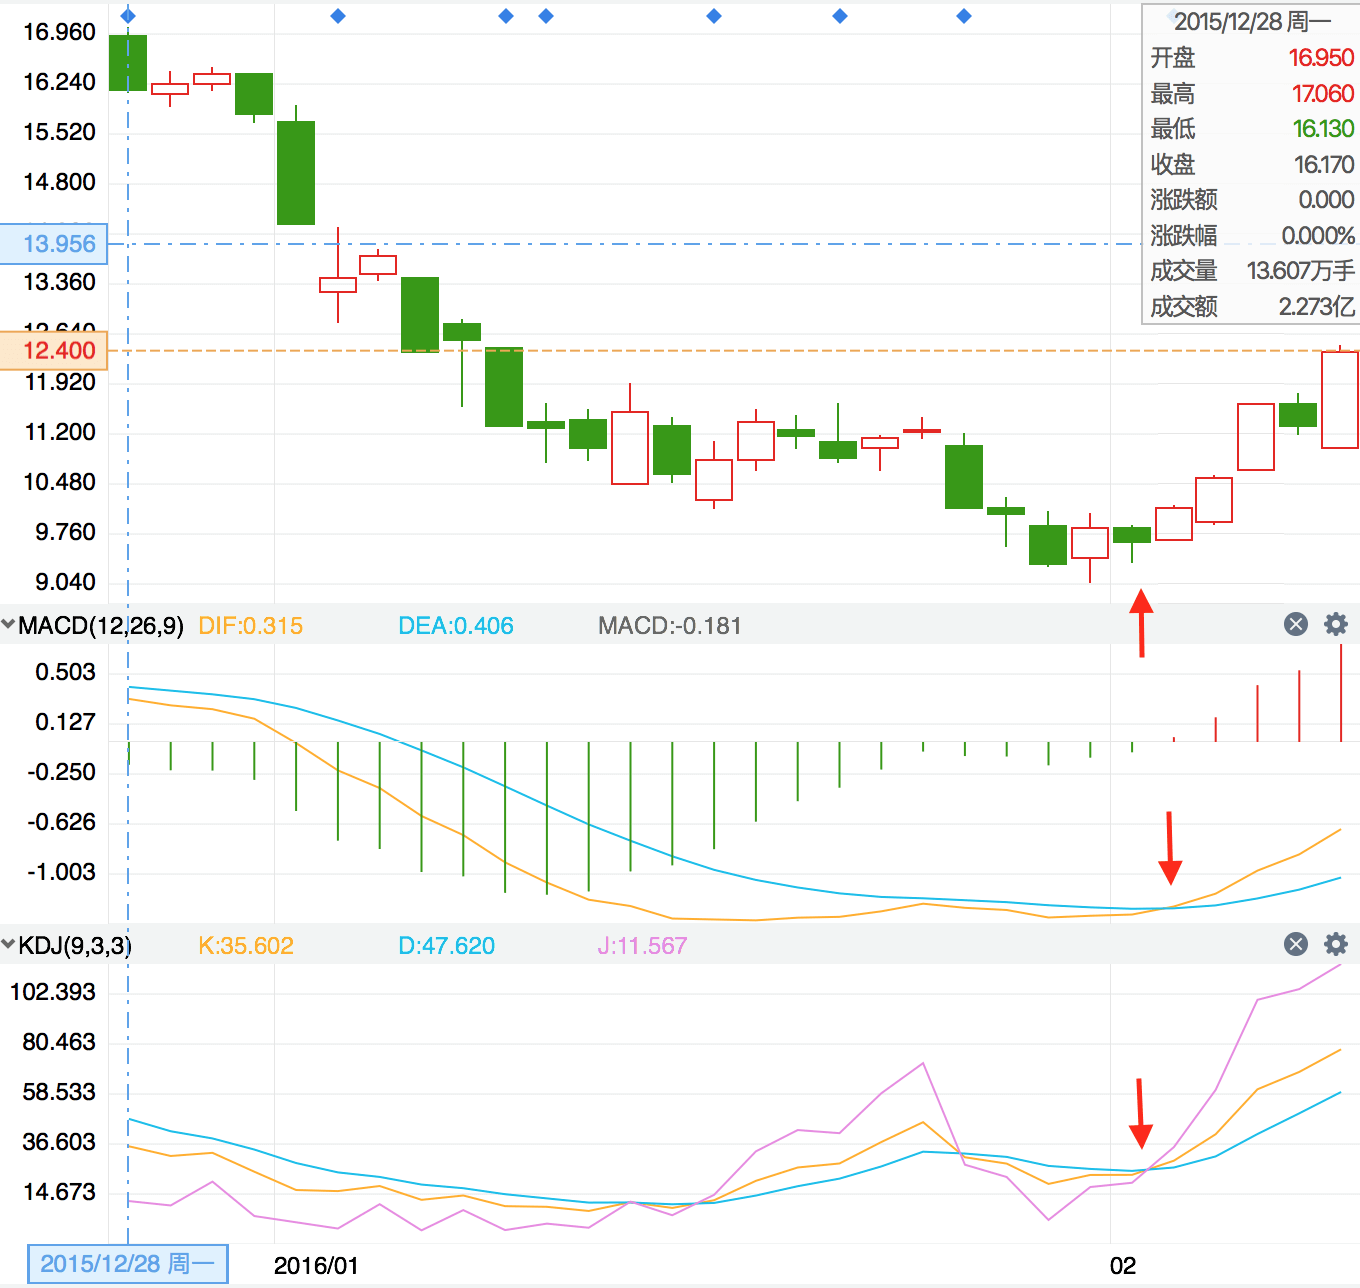 16.960
16.240
15.520
14.800
13.956
13.360
12.640
12.400
11.920
11.200
10.480
9.760
9.040
2015/12/28 周一
开盘 16.950
最高 17.060
最低 16.130
收盘 16.170
涨跌额 0.000
涨跌幅 0.000%
成交量 13.607万手
成交额 2.273亿
MACD(12,26,9) DIF:0.315 DEA:0.406 MACD:-0.181
0.503
0.127
-0.250
-0.626
-1.003
KDJ(9,3,3) K:35.602 D:47.620 J:11.567
102.393
80.463
58.533
36.603
14.673
2015/12/28 周一 2016/01 02